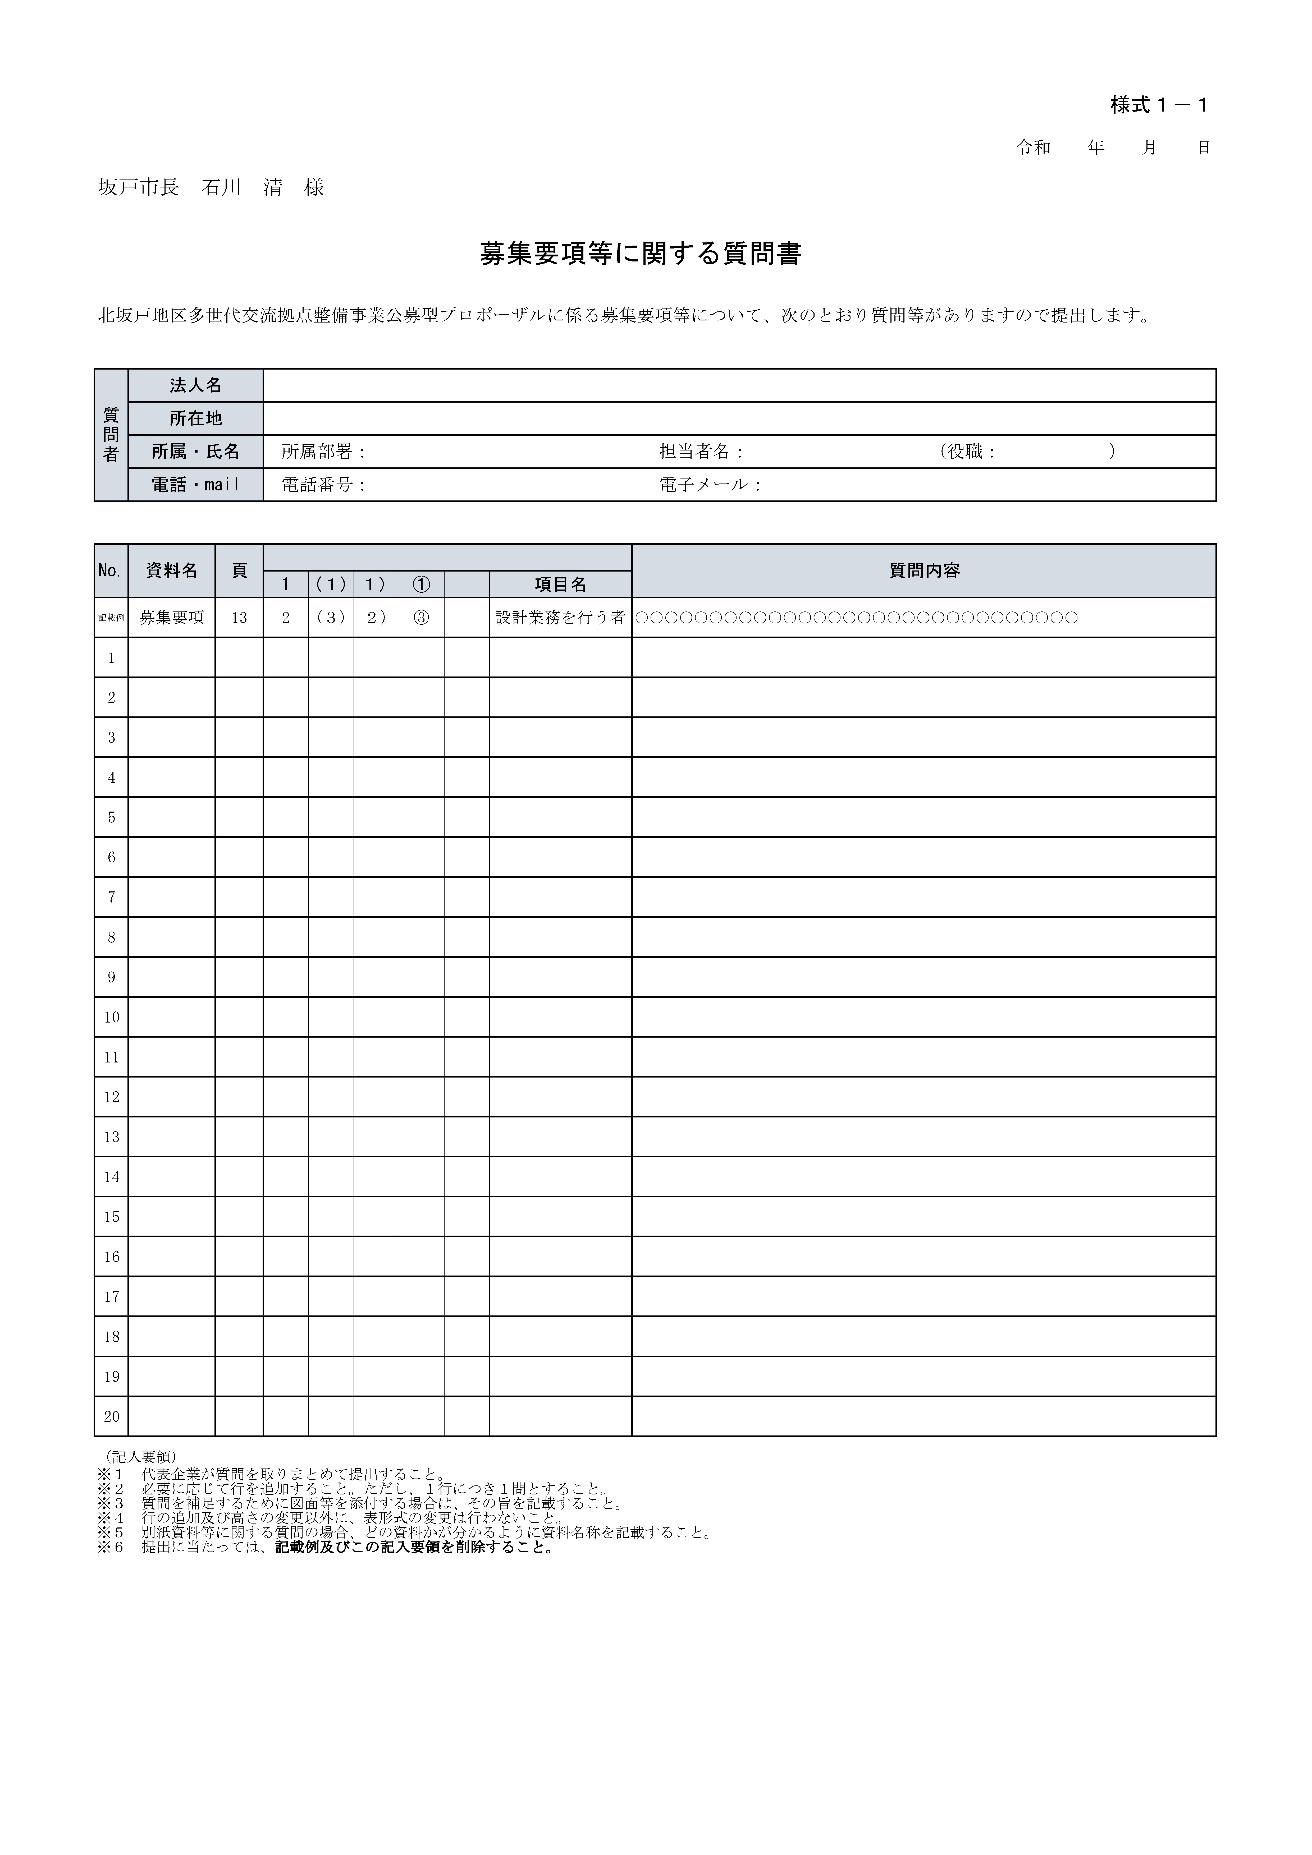 様式１－１
令和　　年　　月　　日
坂戸市長　石川　清　様
募集要項等に関する質問書
北坂戸地区多世代交流拠点整備事業公募型プロポーザルに係る募集要項等について、次のとおり質問等がありますので提出します。
質問者
法人名
所在地
所属・氏名　所属部署：　担当者名：　（役職：　　　　　　）
電話・mail　電話番号：　電子メール：
No.　資料名　頁　1　（1）　1）　①　項目名　質問内容
記載例　募集要項　13　2　（3）　2）　③　設計業務を行う者　○○○○○○○○○○○○○○○○○○○○○○○○○○○○○○
1
2
3
4
5
6
7
8
9
10
11
12
13
14
15
16
17
18
19
20
（記入要領）
※１　代表企業が質問を取りまとめて提出すること。
※２　必要に応じて行を追加すること。ただし、１行につき１問とすること。
※３　質問を補足するために図面等を添付する場合は、その旨を記載すること。
※４　行の追加及び高さの変更以外に、表形式の変更は行わないこと。
※５　別紙資料等に関する質問の場合、どの資料かが分かるように資料名称を記載すること。
※６　提出に当たっては、記載例及びこの記入要領を削除すること。